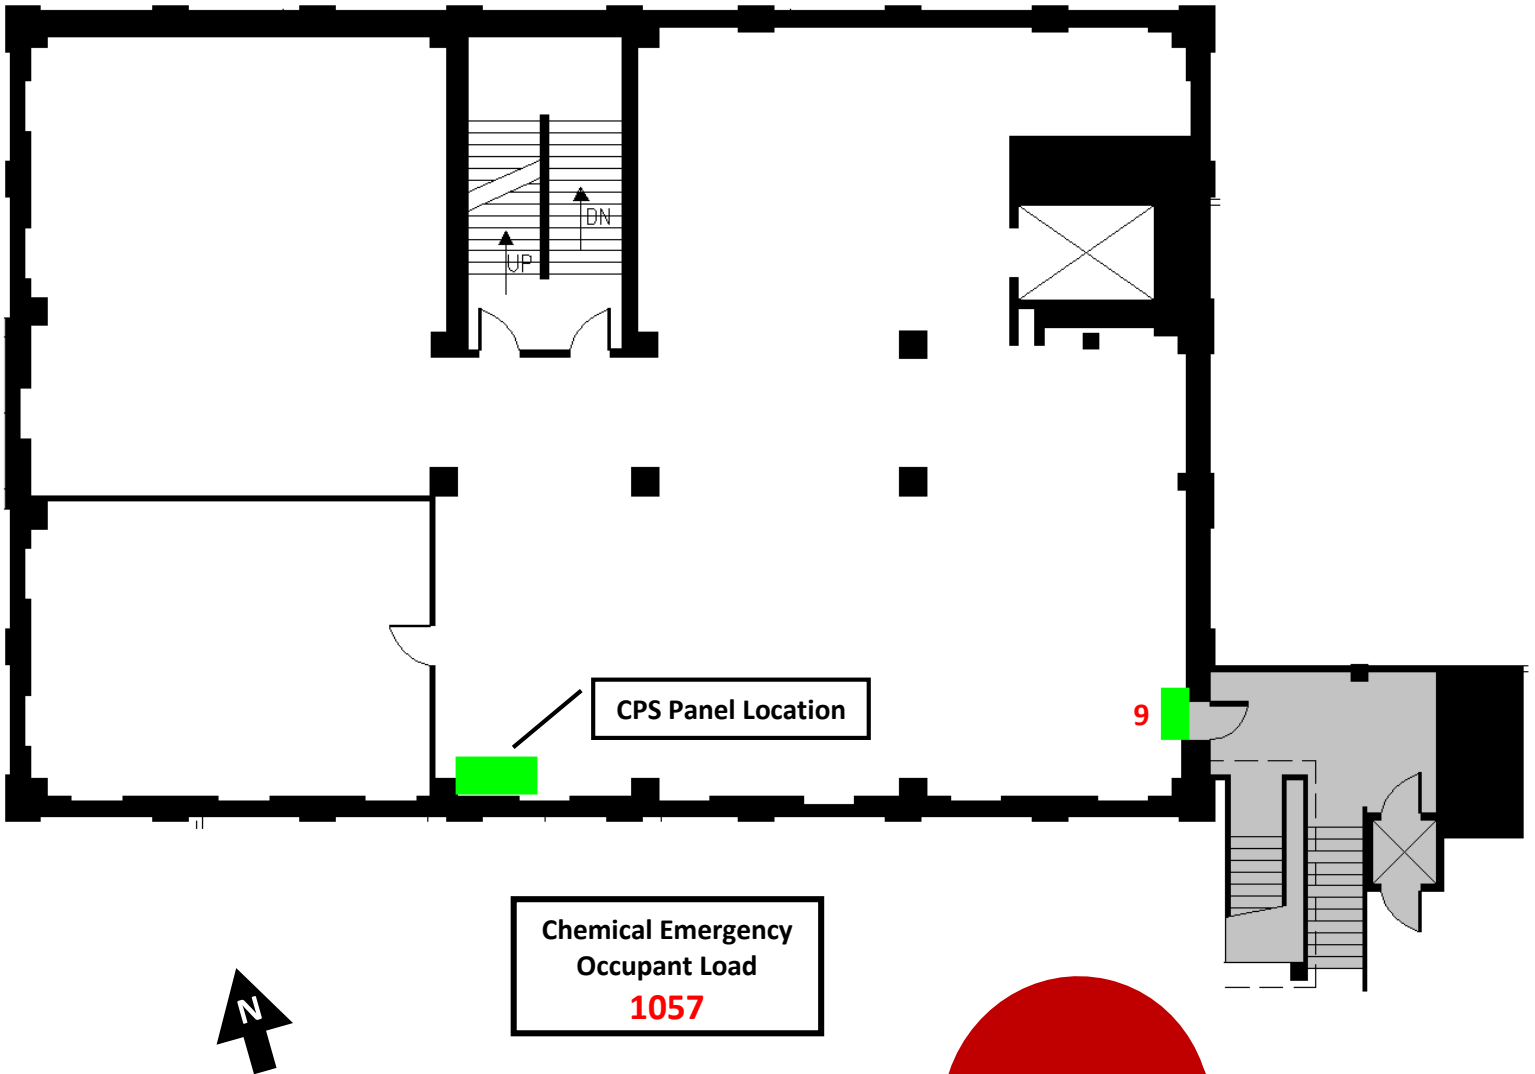 DN
UP
CPS Panel Location
9
Chemical Emergency
Occupant Load
1057
N